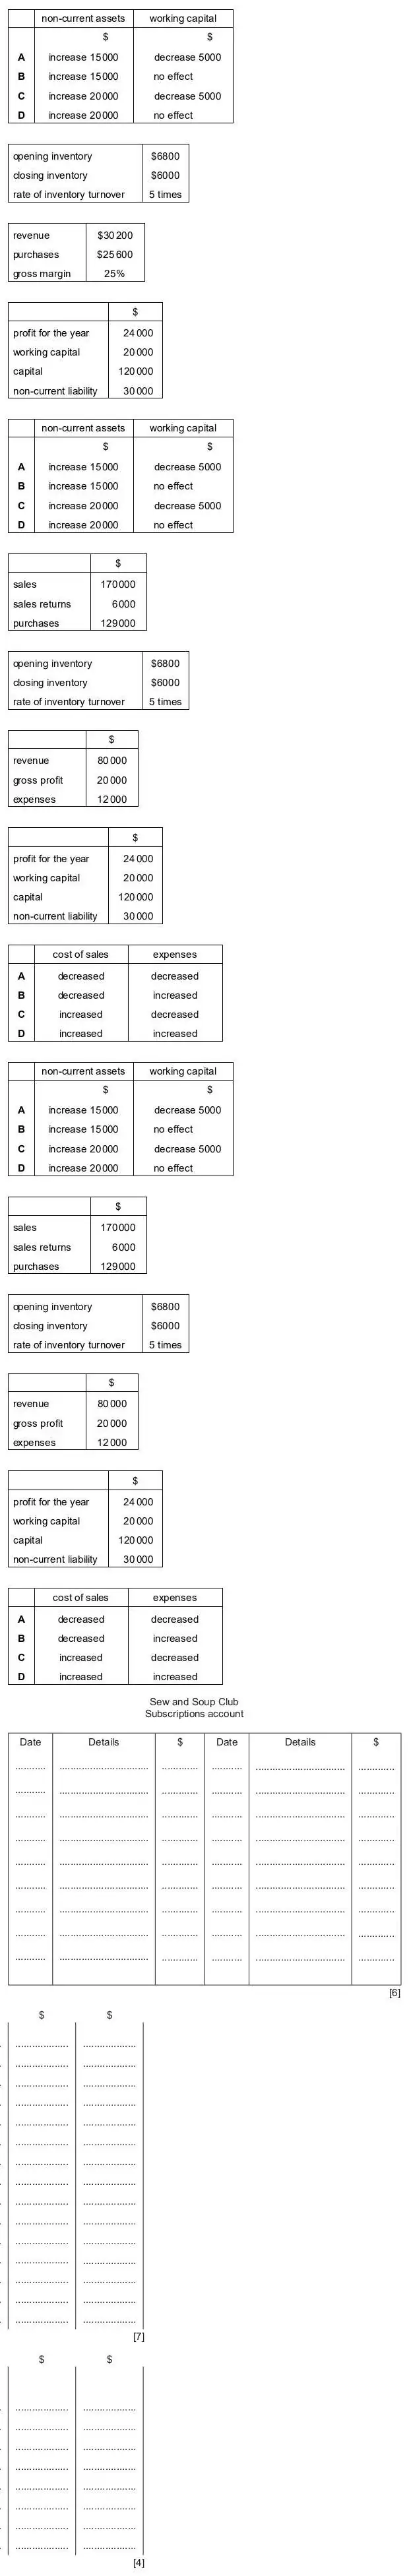 non-current assets working capital
$ $
A increase 15000 decrease 5000
B increase 15000 no effect
C increase 20000 decrease 5000
D increase 20000 no effect
opening inventory $6800
closing inventory $6000
rate of inventory turnover 5 times
revenue $30200
purchases $25600
gross margin 25%
$
profit for the year 24000
working capital 20000
capital 120000
non-current liability 30000
non-current assets working capital
$ $
A increase 15000 decrease 5000
B increase 15000 no effect
C increase 20000 decrease 5000
D increase 20000 no effect
$
sales 170000
sales returns 6000
purchases 129000
opening inventory $6800
closing inventory $6000
rate of inventory turnover 5 times
$
revenue 80000
gross profit 20000
expenses 12000
$
profit for the year 24000
working capital 20000
capital 120000
non-current liability 30000
cost of sales expenses
A decreased decreased
B decreased increased
C increased decreased
D increased increased
non-current assets working capital
$ $
A increase 15000 decrease 5000
B increase 15000 no effect
C increase 20000 decrease 5000
D increase 20000 no effect
$
sales 170000
sales returns 6000
purchases 129000
opening inventory $6800
closing inventory $6000
rate of inventory turnover 5 times
$
revenue 80000
gross profit 20000
expenses 12000
$
profit for the year 24000
working capital 20000
capital 120000
non-current liability 30000
cost of sales expenses
A decreased decreased
B decreased increased
C increased decreased
D increased increased
Sew and Soup Club
Subscriptions account
Date Details $ Date Details $
[6]
$ $
[7]
$ $
[4]